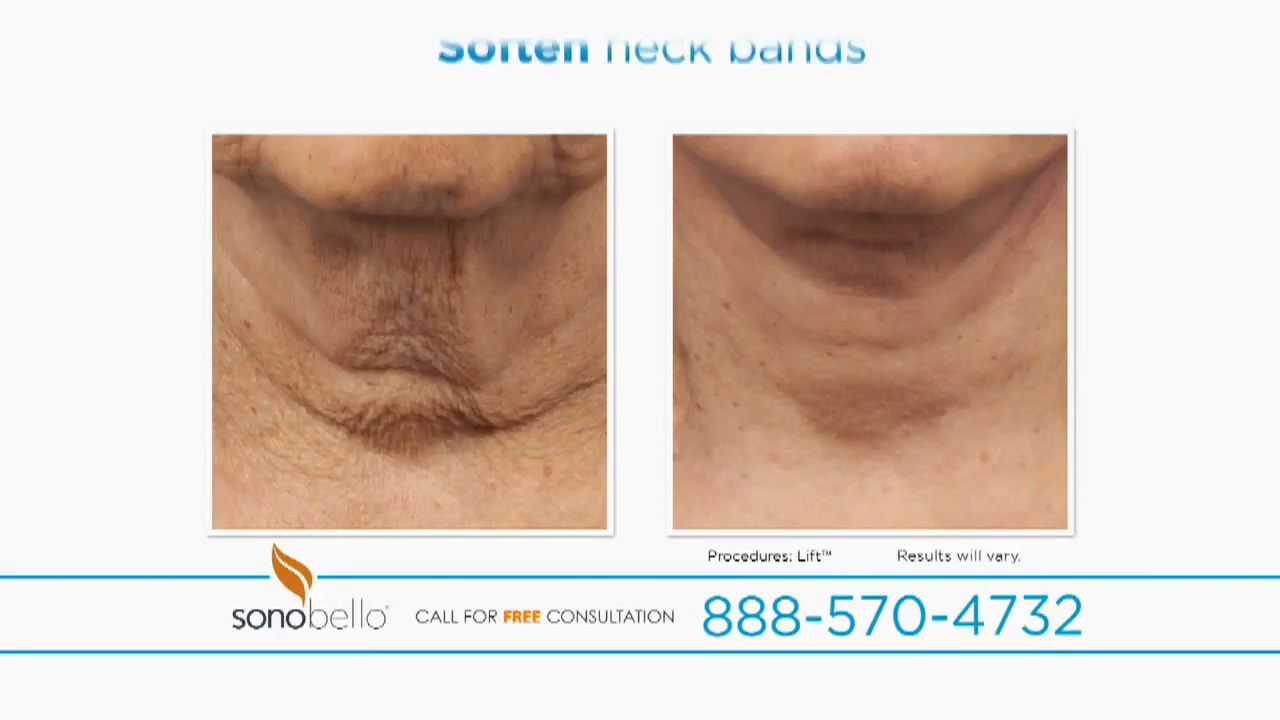 Soften neck bands
Procedures: Lift™ Results will vary.
sonobello® CALL FOR FREE CONSULTATION 888-570-4732